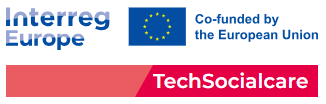 Interreg
Europe
Co-funded by
the European Union
TechSocialcare